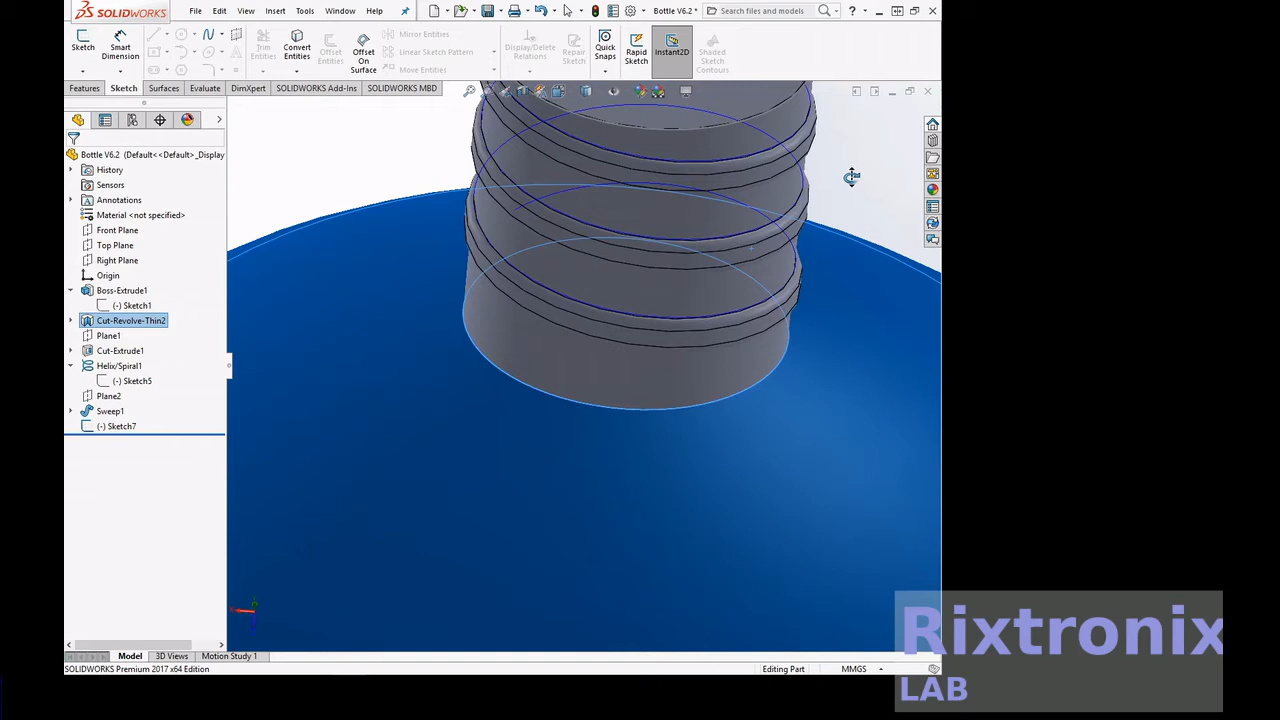 SOLIDWORKS File Edit View Insert Tools Window Help Bottle V6.2 * Search files and models ?
Sketch Smart Dimension Trim Entities Convert Entities Offset Entities Offset On Surface Mirror Entities Linear Sketch Pattern Move Entities Display/Delete Relations Repair Sketch Quick Snaps Rapid Sketch Instant2D Shaded Sketch Contours
Features Sketch Surfaces Evaluate DimXpert SOLIDWORKS Add-Ins SOLIDWORKS MBD
Bottle V6.2 (Default<<Default>_Display
History
Sensors
Annotations
Material <not specified>
Front Plane
Top Plane
Right Plane
Origin
Boss-Extrude1
(-) Sketch1
Cut-Revolve-Thin2
Plane1
Cut-Extrude1
Helix/Spiral1
(-) Sketch5
Plane2
Sweep1
(-) Sketch7
Model 3D Views Motion Study 1
SOLIDWORKS Premium 2017 x64 Edition Editing Part MMGS
Rixtronix
LAB